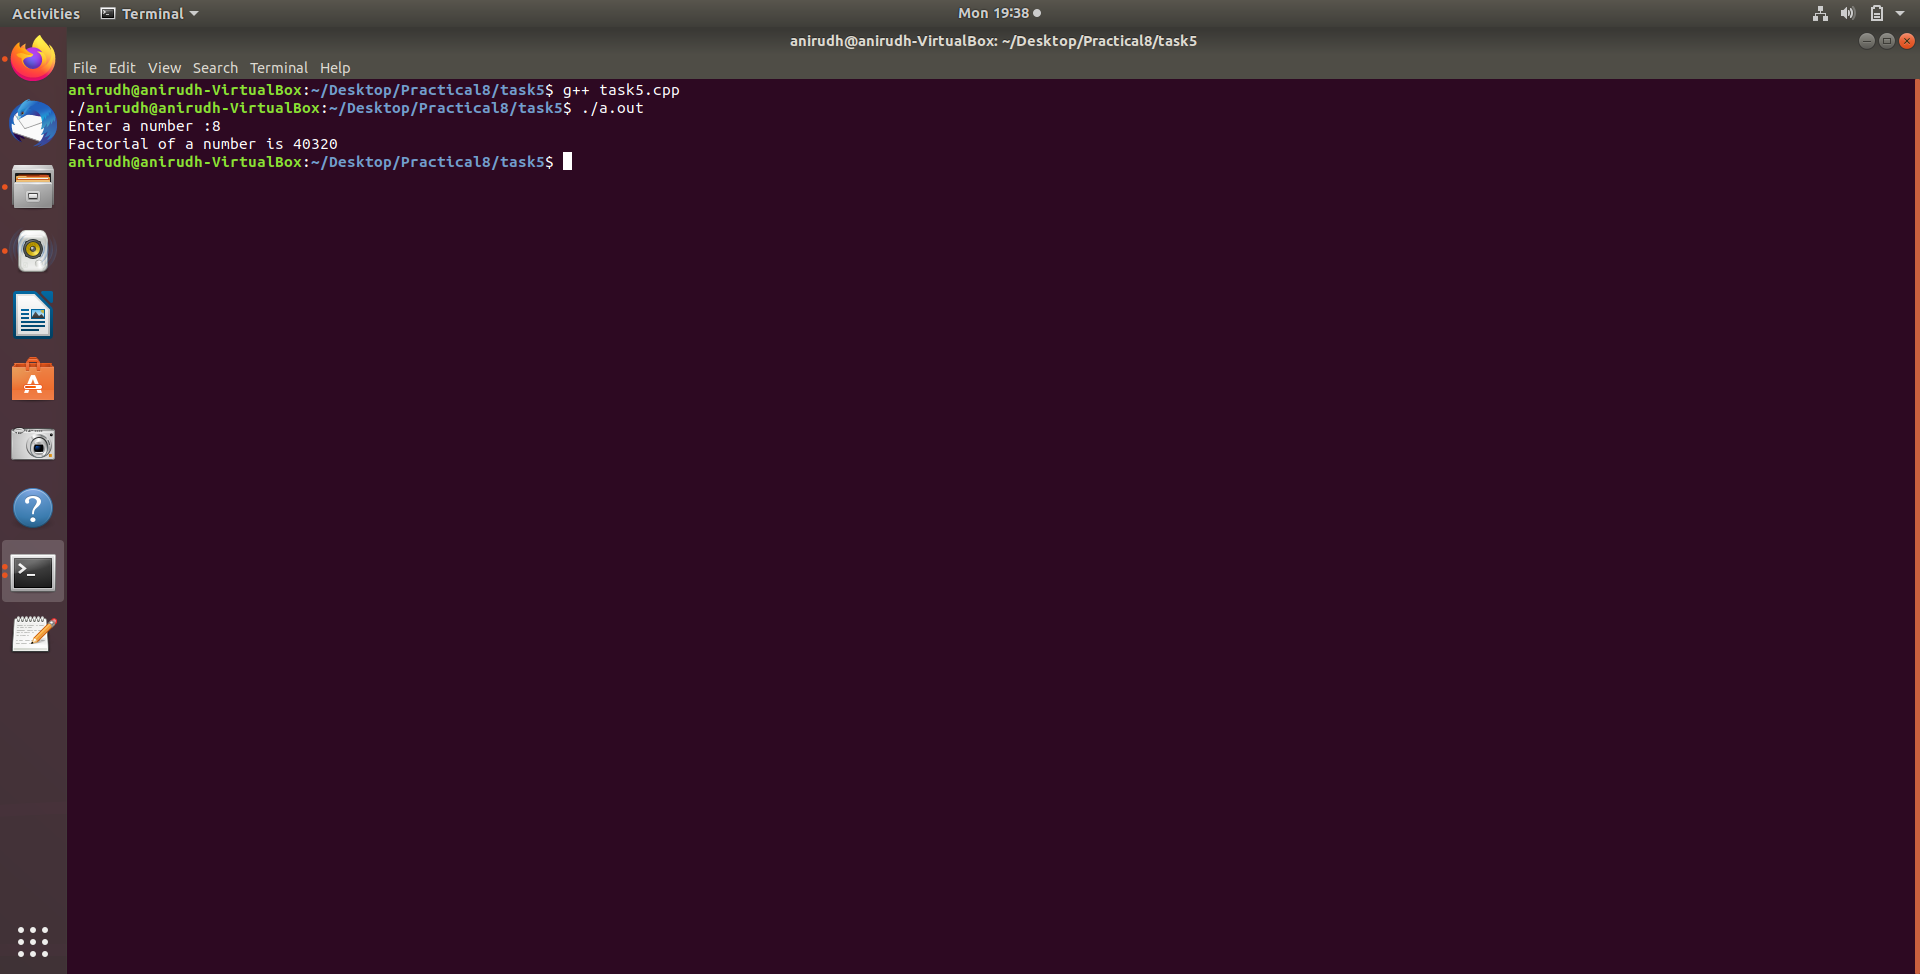 Activities Terminal Mon 19:38
anirudh@anirudh-VirtualBox: ~/Desktop/Practical8/task5
File Edit View Search Terminal Help
anirudh@anirudh-VirtualBox:~/Desktop/Practical8/task5$ g++ task5.cpp
./anirudh@anirudh-VirtualBox:~/Desktop/Practical8/task5$ ./a.out
Enter a number :8
Factorial of a number is 40320
anirudh@anirudh-VirtualBox:~/Desktop/Practical8/task5$